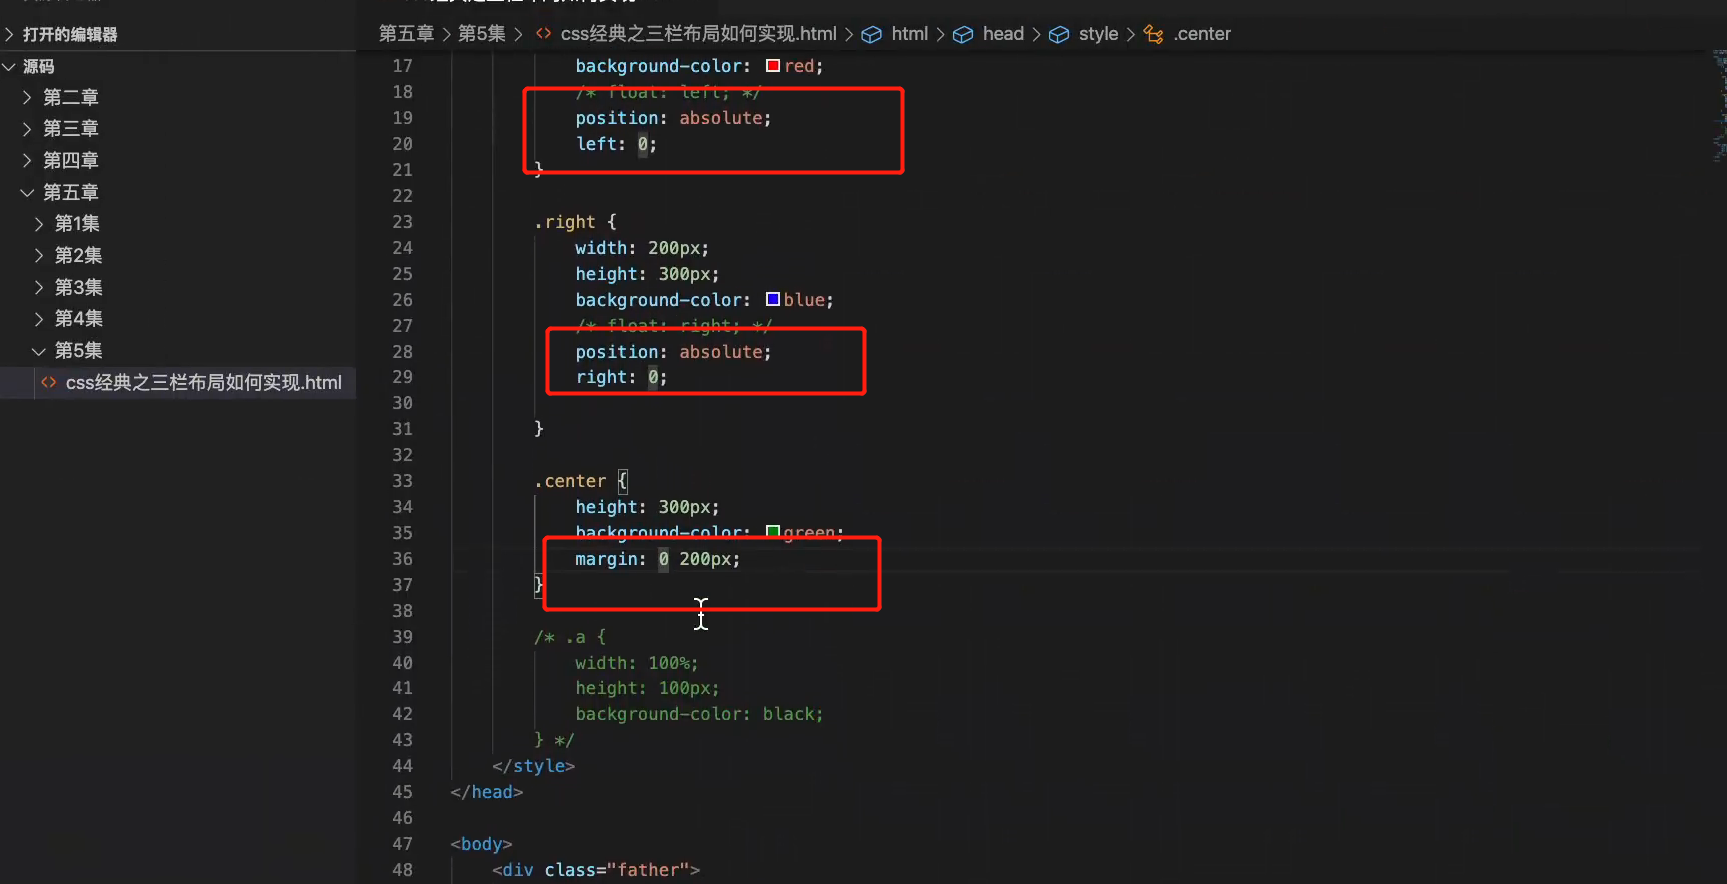 打开的编辑器
源码
第二章
第三章
第四章
第五章
第1集
第2集
第3集
第4集
第5集
css经典之三栏布局如何实现.html
第五章 > 第5集 > css经典之三栏布局如何实现.html > html > head > style > .center
17 background-color: red;
18 /* float: left; */
19 position: absolute;
20 left: 0;
21 }
22
23 .right {
24 width: 200px;
25 height: 300px;
26 background-color: blue;
27 /* float: right; */
28 position: absolute;
29 right: 0;
30
31 }
32
33 .center {
34 height: 300px;
35 background-color: green;
36 margin: 0 200px;
37 }
38
39 /* .a {
40 width: 100%;
41 height: 100px;
42 background-color: black;
43 } */
44 </style>
45 </head>
46
47 <body>
48 <div class="father">